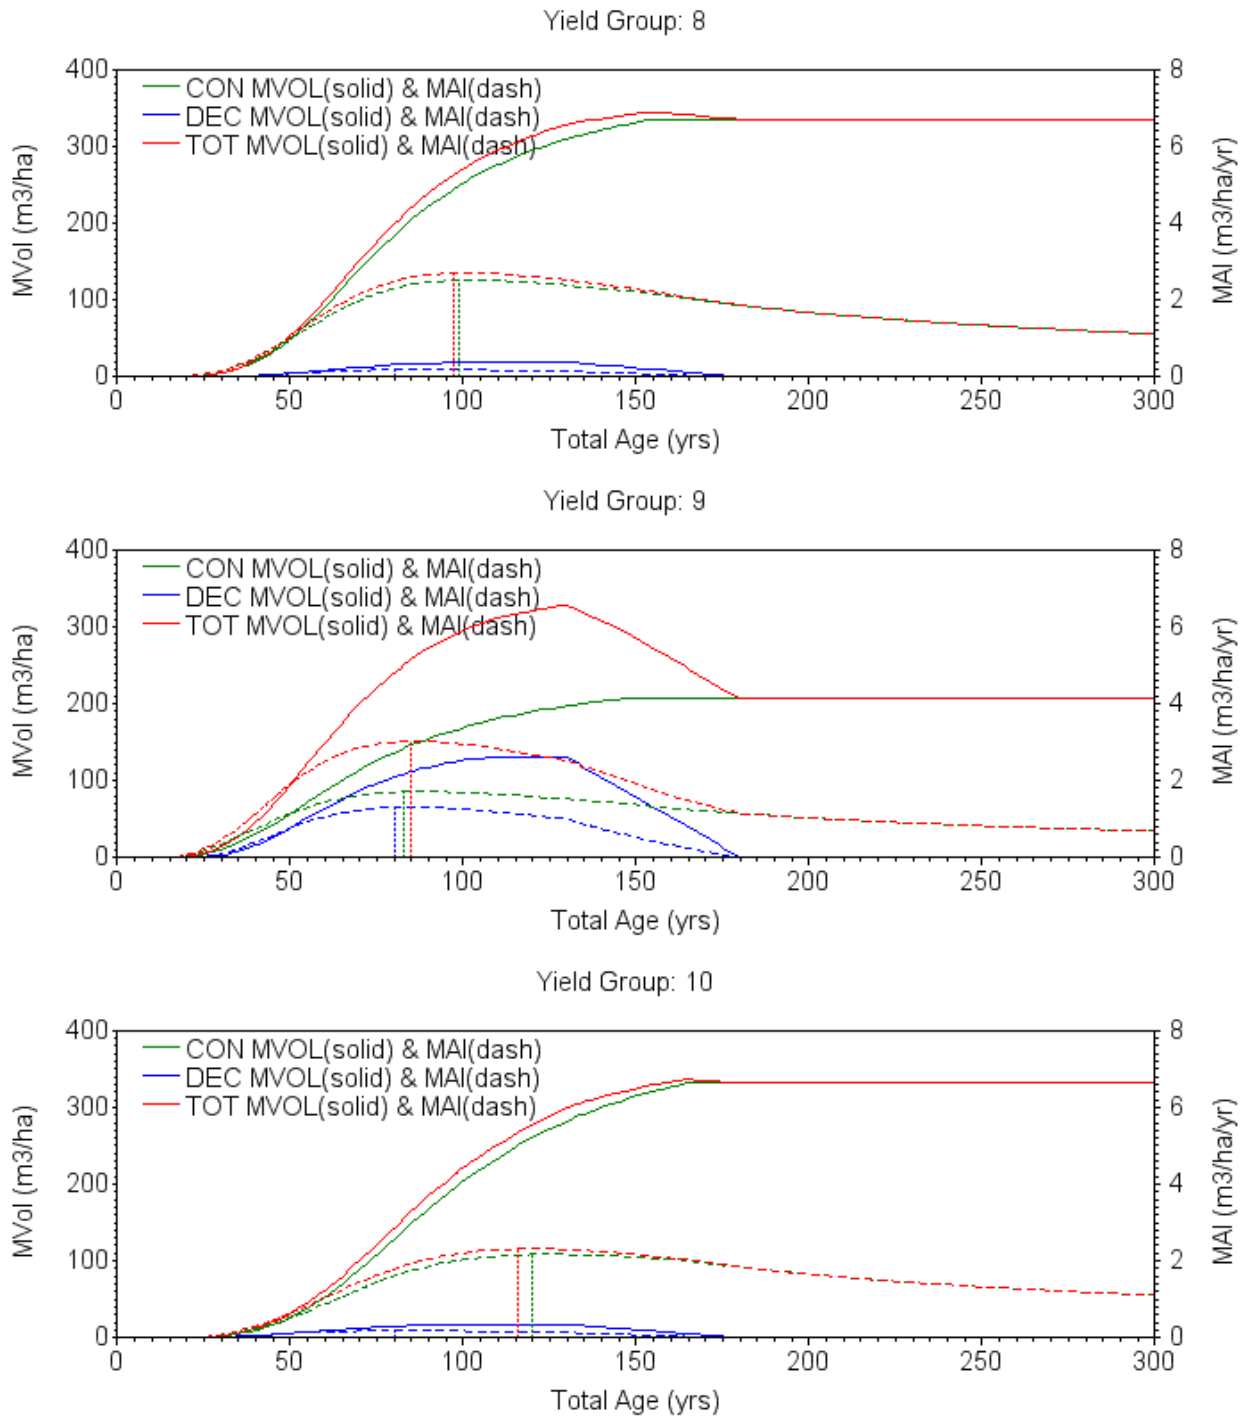 Yield Group: 8
400 8
CON MVOL(solid) & MAI(dash)
DEC MVOL(solid) & MAI(dash)
TOT MVOL(solid) & MAI(dash)
300 6
200 4
100 2
0 0
MVol (m3/ha)
MAI (m3/ha/yr)
0 50 100 150 200 250 300
Total Age (yrs)
Yield Group: 9
400 8
CON MVOL(solid) & MAI(dash)
DEC MVOL(solid) & MAI(dash)
TOT MVOL(solid) & MAI(dash)
300 6
200 4
100 2
0 0
MVol (m3/ha)
MAI (m3/ha/yr)
0 50 100 150 200 250 300
Total Age (yrs)
Yield Group: 10
400 8
CON MVOL(solid) & MAI(dash)
DEC MVOL(solid) & MAI(dash)
TOT MVOL(solid) & MAI(dash)
300 6
200 4
100 2
0 0
MVol (m3/ha)
MAI (m3/ha/yr)
0 50 100 150 200 250 300
Total Age (yrs)